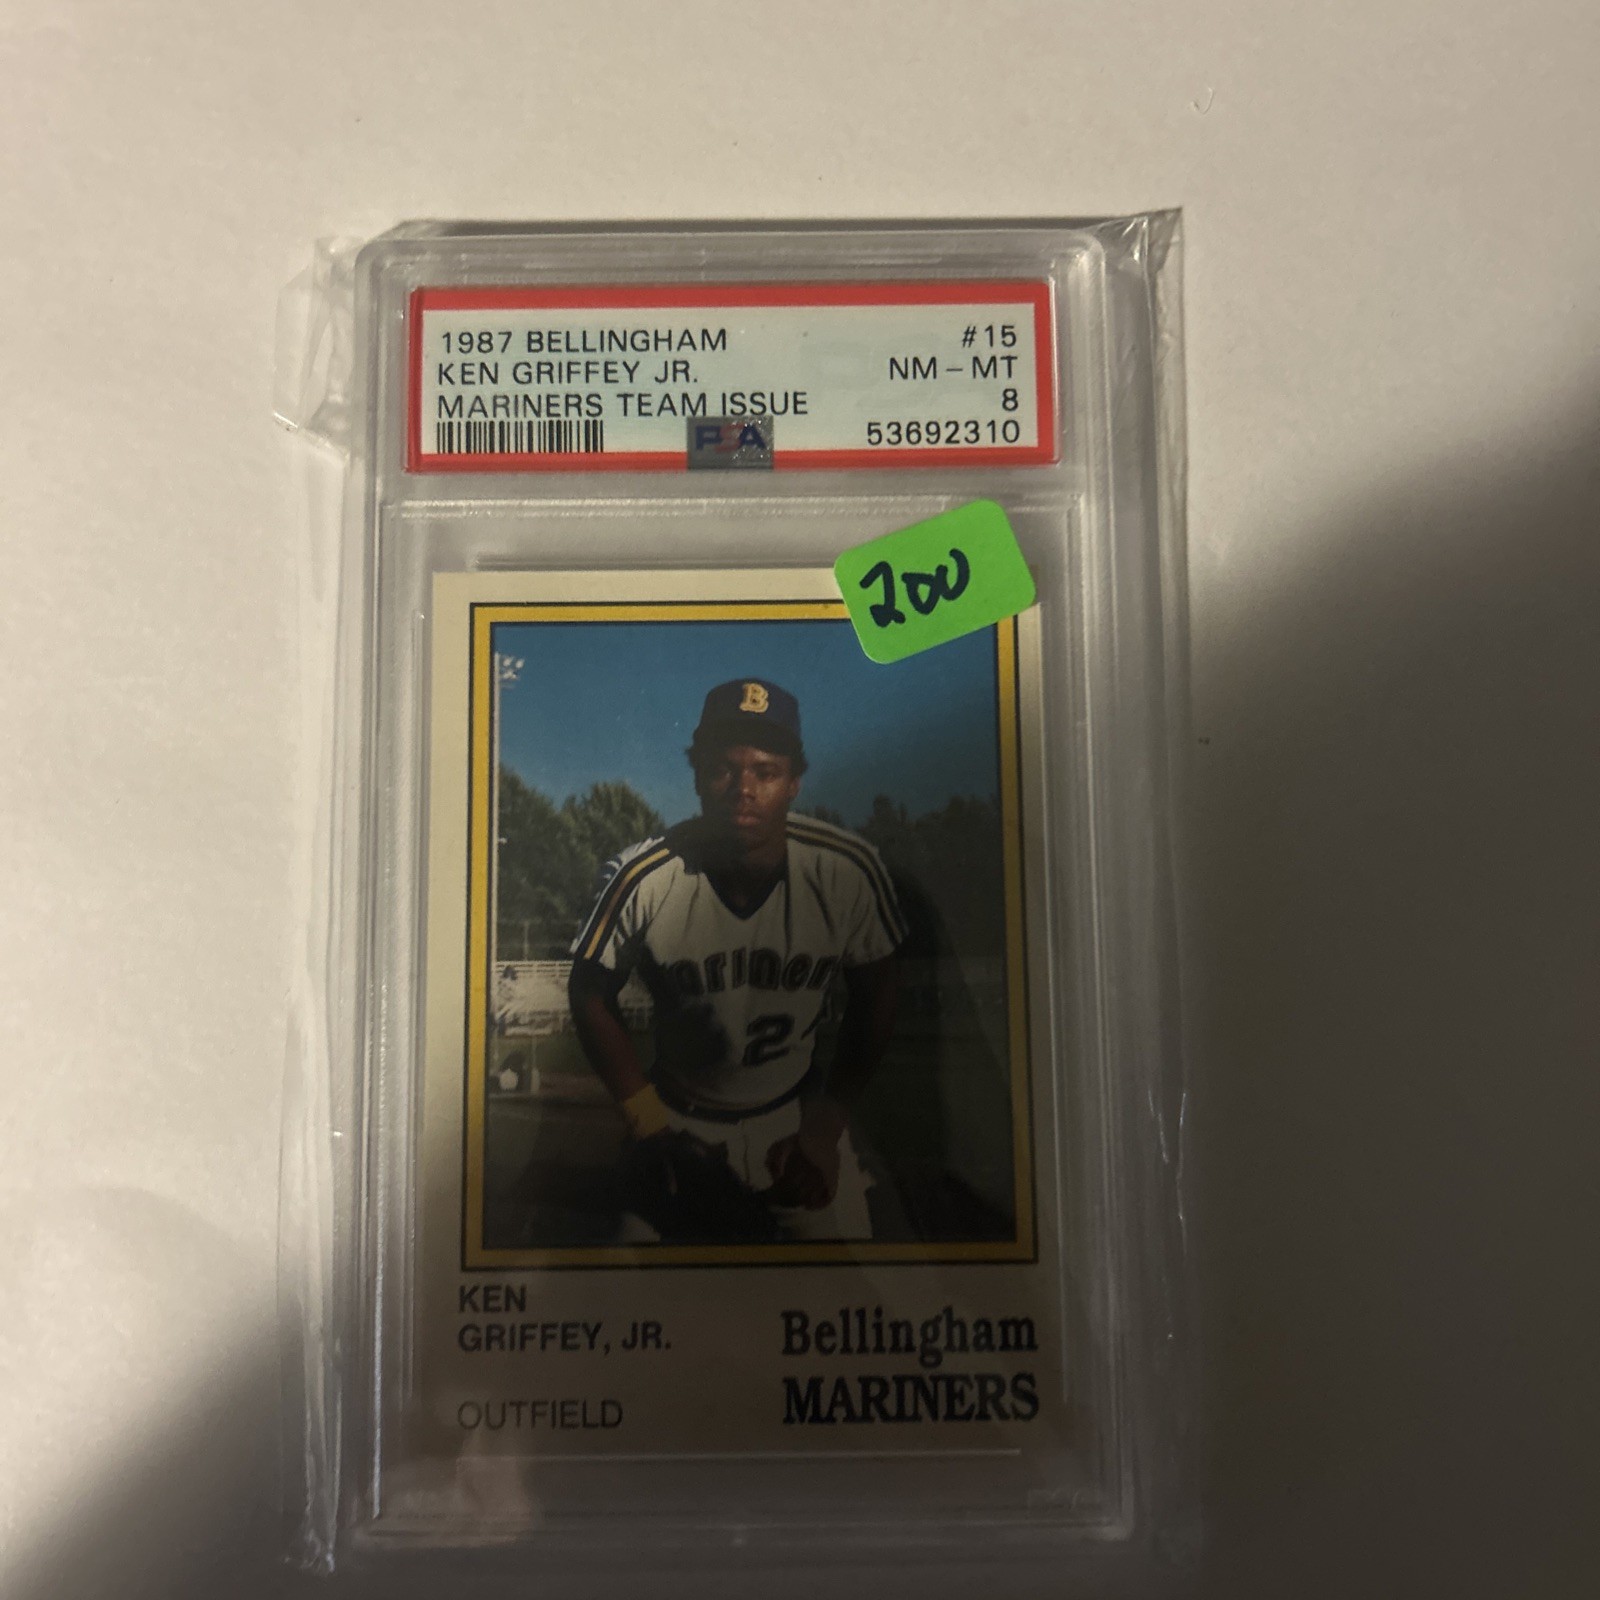 1987 BELLINGHAM #15
KEN GRIFFEY JR. NM - MT
MARINERS TEAM ISSUE 8
PSA 53692310
200
B
ariner
2
KEN
GRIFFEY, JR.
OUTFIELD
Bellingham
MARINERS